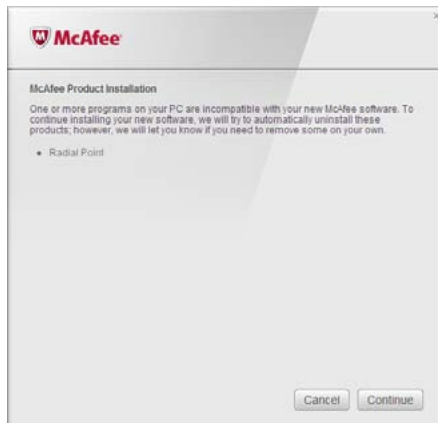 McAfee
McAfee Product Installation
One or more programs on your PC are incompatible with your new McAfee software. To
continue installing your new software, we will try to automatically uninstall these
products; however, we will let you know if you need to remove some on your own.
• Radial Point
Cancel Continue